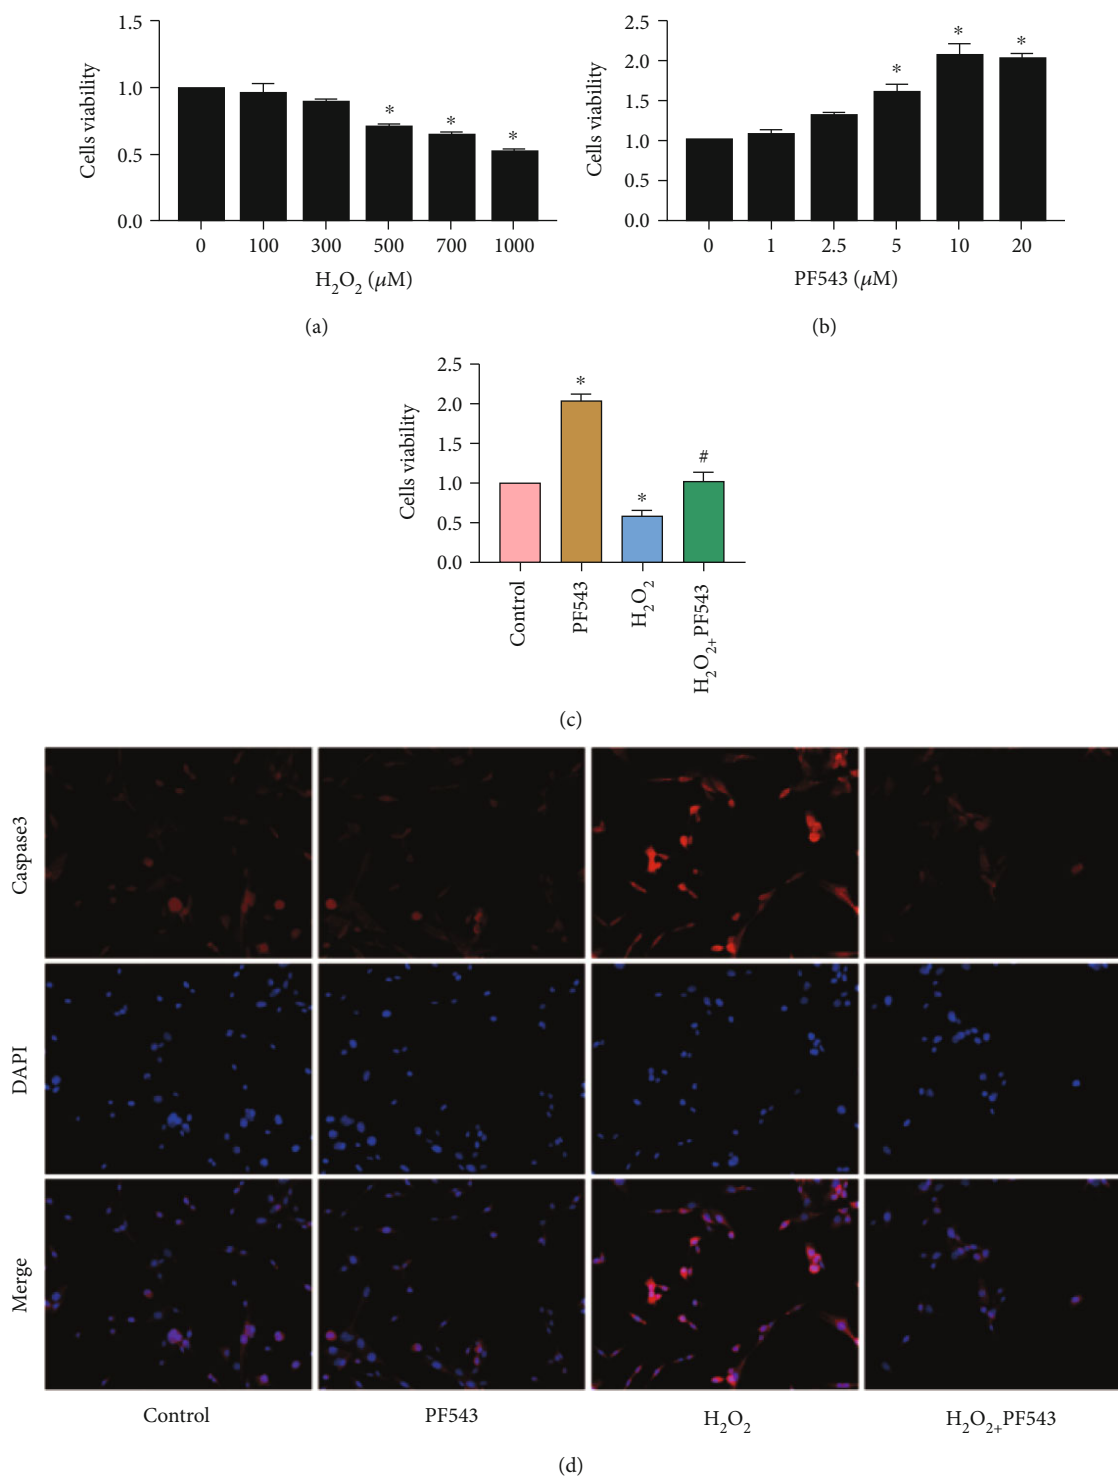 1.5
1.0
0.5
0.0
Cells viability
*
*
*
0 100 300 500 700 1000
H₂O₂ (μM)
(a)
2.5
2.0
1.5
1.0
0.5
0.0
Cells viability
*
*
*
0 1 2.5 5 10 20
PF543 (μM)
(b)
2.5
2.0
1.5
1.0
0.5
0.0
Cells viability
*
*
#
Control
PF543
H₂O₂
H₂O₂₊PF543
(c)
Caspase3
DAPI
Merge
Control PF543 H₂O₂ H₂O₂₊PF543
(d)